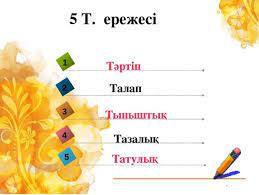 5 Т. ережесі
1 Тәртіп
2 Талап
3 Тыныштық
4 Тазалық
5 Татулық